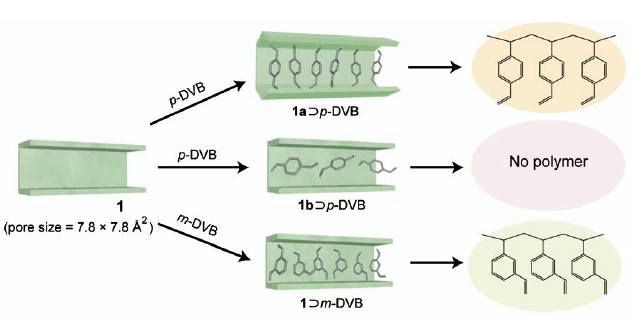 p-DVB
1a⊃p-DVB
p-DVB
1b⊃p-DVB
No polymer
1
(pore size = 7.8 × 7.8 Å²)
m-DVB
1⊃m-DVB